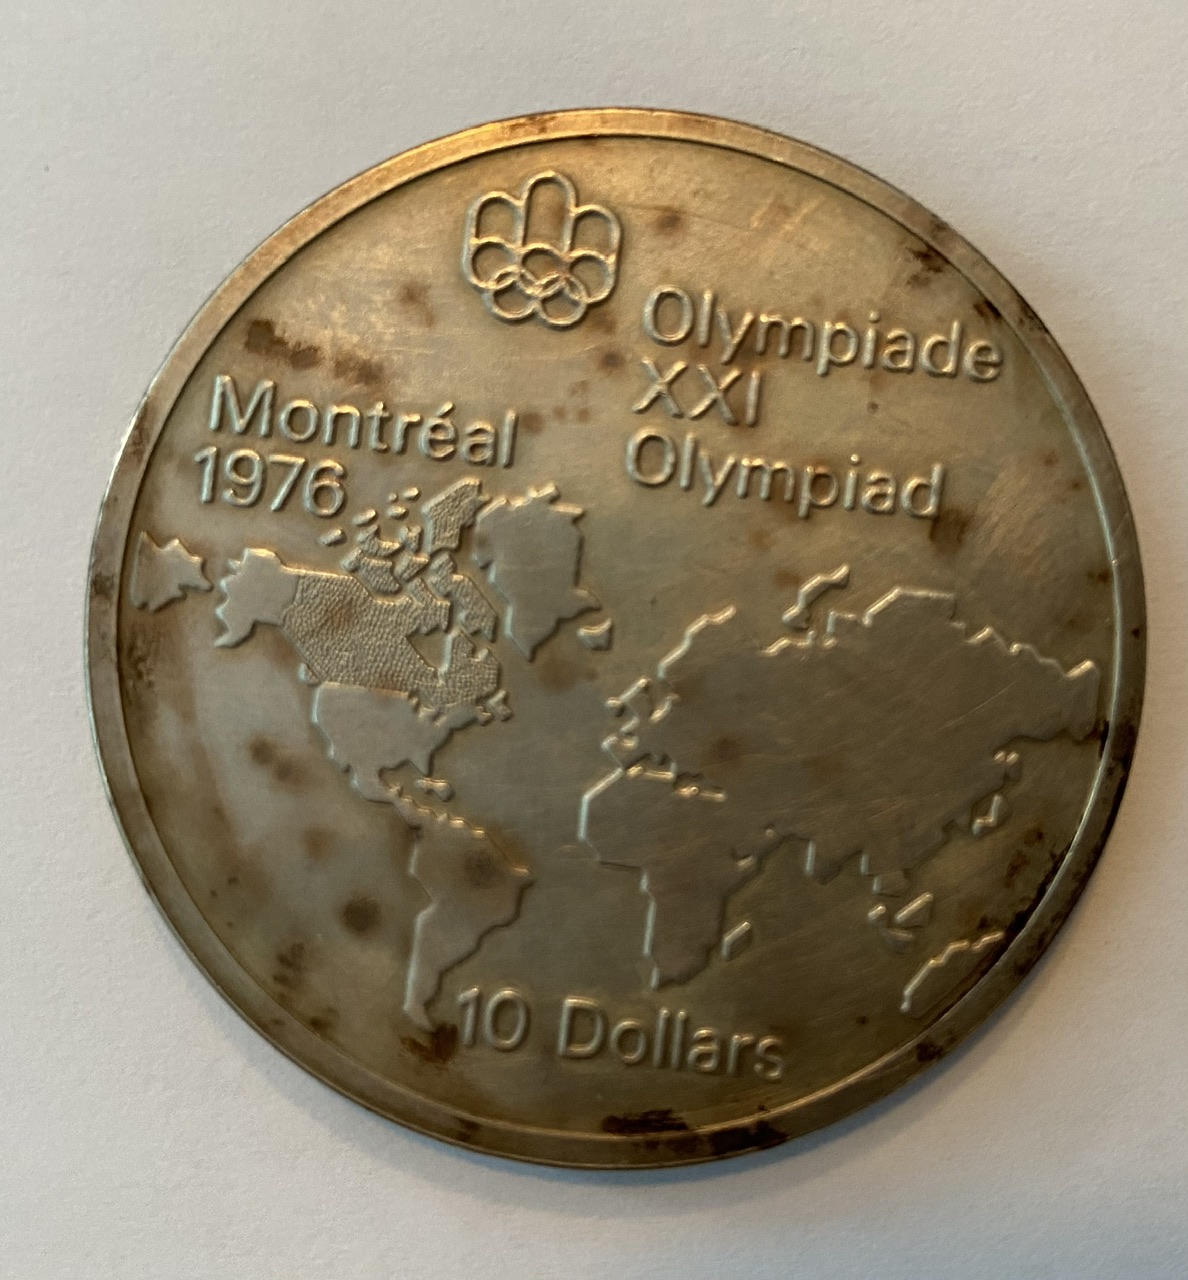 Olympiade
XXI
Olympiad
Montréal
1976
10 Dollars